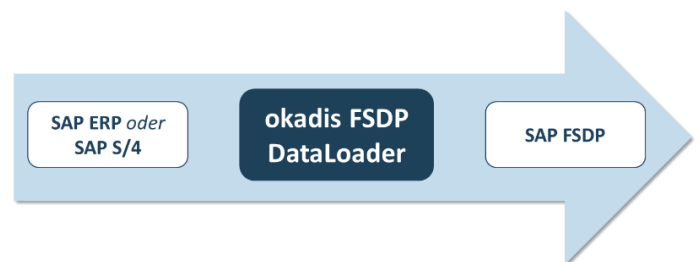 SAP ERP oder
SAP S/4
okadis FSDP
DataLoader
SAP FSDP